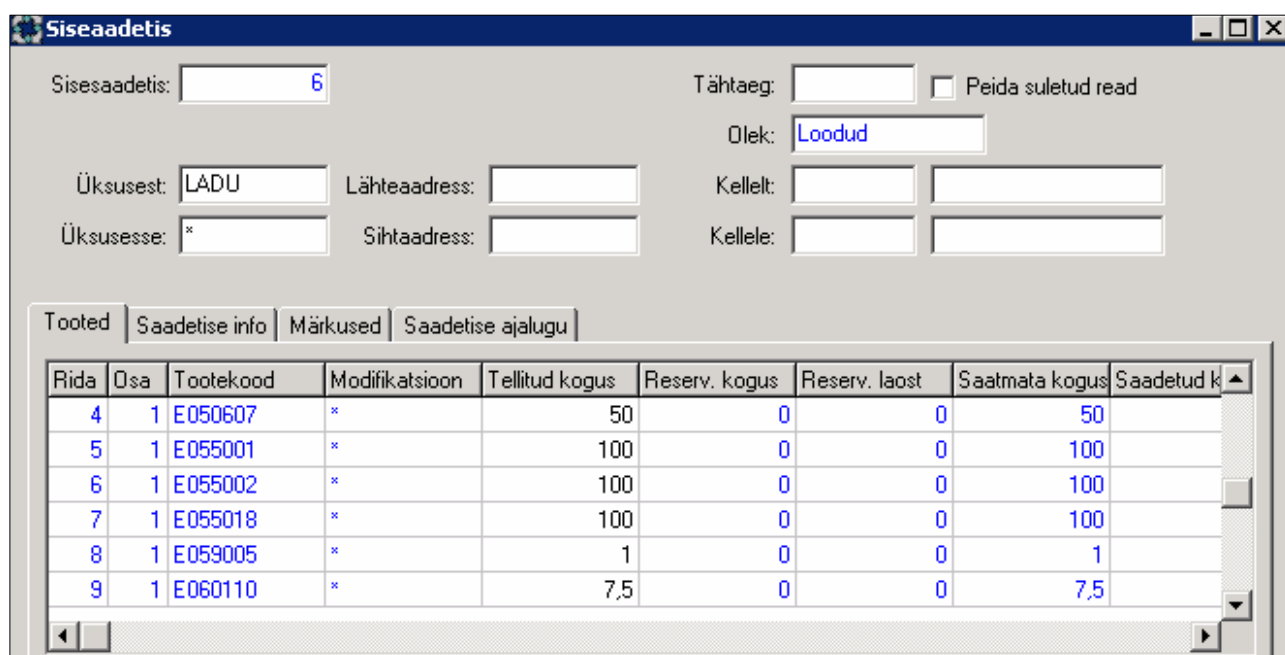 Siseaadetis
Sisesaadetis: 6 Tähtaeg: Peida suletud read
Olek: Loodud
Üksusest: LADU Lähteaadress: Kellelt:
Üksusesse: * Sihtaadress: Kellele:
Tooted Saadetise info Märkused Saadetise ajalugu
Rida Osa Tootekood Modifikatsioon Tellitud kogus Reserv. kogus Reserv. laost Saatmata kogus Saadetud k
4 1 E050607 * 50 0 0 50
5 1 E055001 * 100 0 0 100
6 1 E055002 * 100 0 0 100
7 1 E055018 * 100 0 0 100
8 1 E059005 * 1 0 0 1
9 1 E060110 * 7,5 0 0 7,5